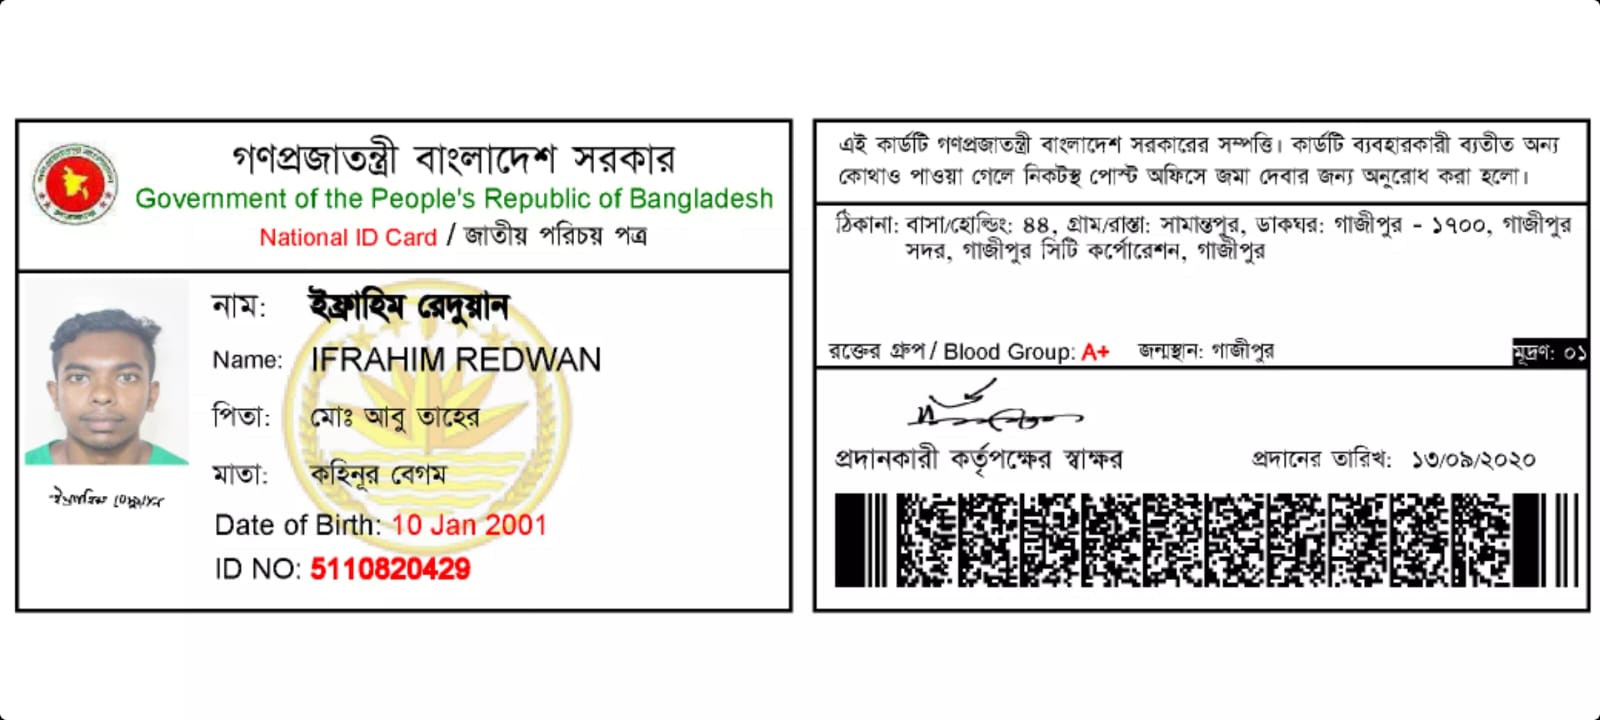 গণপ্রজাতন্ত্রী বাংলাদেশ সরকার
Government of the People's Republic of Bangladesh
National ID Card / জাতীয় পরিচয় পত্র
নাম: ইফ্রাহিম রেদুয়ান
Name: IFRAHIM REDWAN
পিতা: মোঃ আবু তাহের
মাতা: কহিনূর বেগম
Date of Birth: 10 Jan 2001
ID NO: 5110820429
ইফ্রাহিম রেদুয়ান
এই কার্ডটি গণপ্রজাতন্ত্রী বাংলাদেশ সরকারের সম্পত্তি। কার্ডটি ব্যবহারকারী ব্যতীত অন্য
কোথাও পাওয়া গেলে নিকটস্থ পোস্ট অফিসে জমা দেবার জন্য অনুরোধ করা হলো।
ঠিকানা: বাসা/হোল্ডিং: ৪৪, গ্রাম/রাস্তা: সামান্তপুর, ডাকঘর: গাজীপুর - ১৭০০, গাজীপুর
সদর, গাজীপুর সিটি কর্পোরেশন, গাজীপুর
রক্তের গ্রুপ / Blood Group: A+ জন্মস্থান: গাজীপুর মূদ্রণ: ০১
প্রদানকারী কর্তৃপক্ষের স্বাক্ষর প্রদানের তারিখ: ১৩/০৯/২০২০